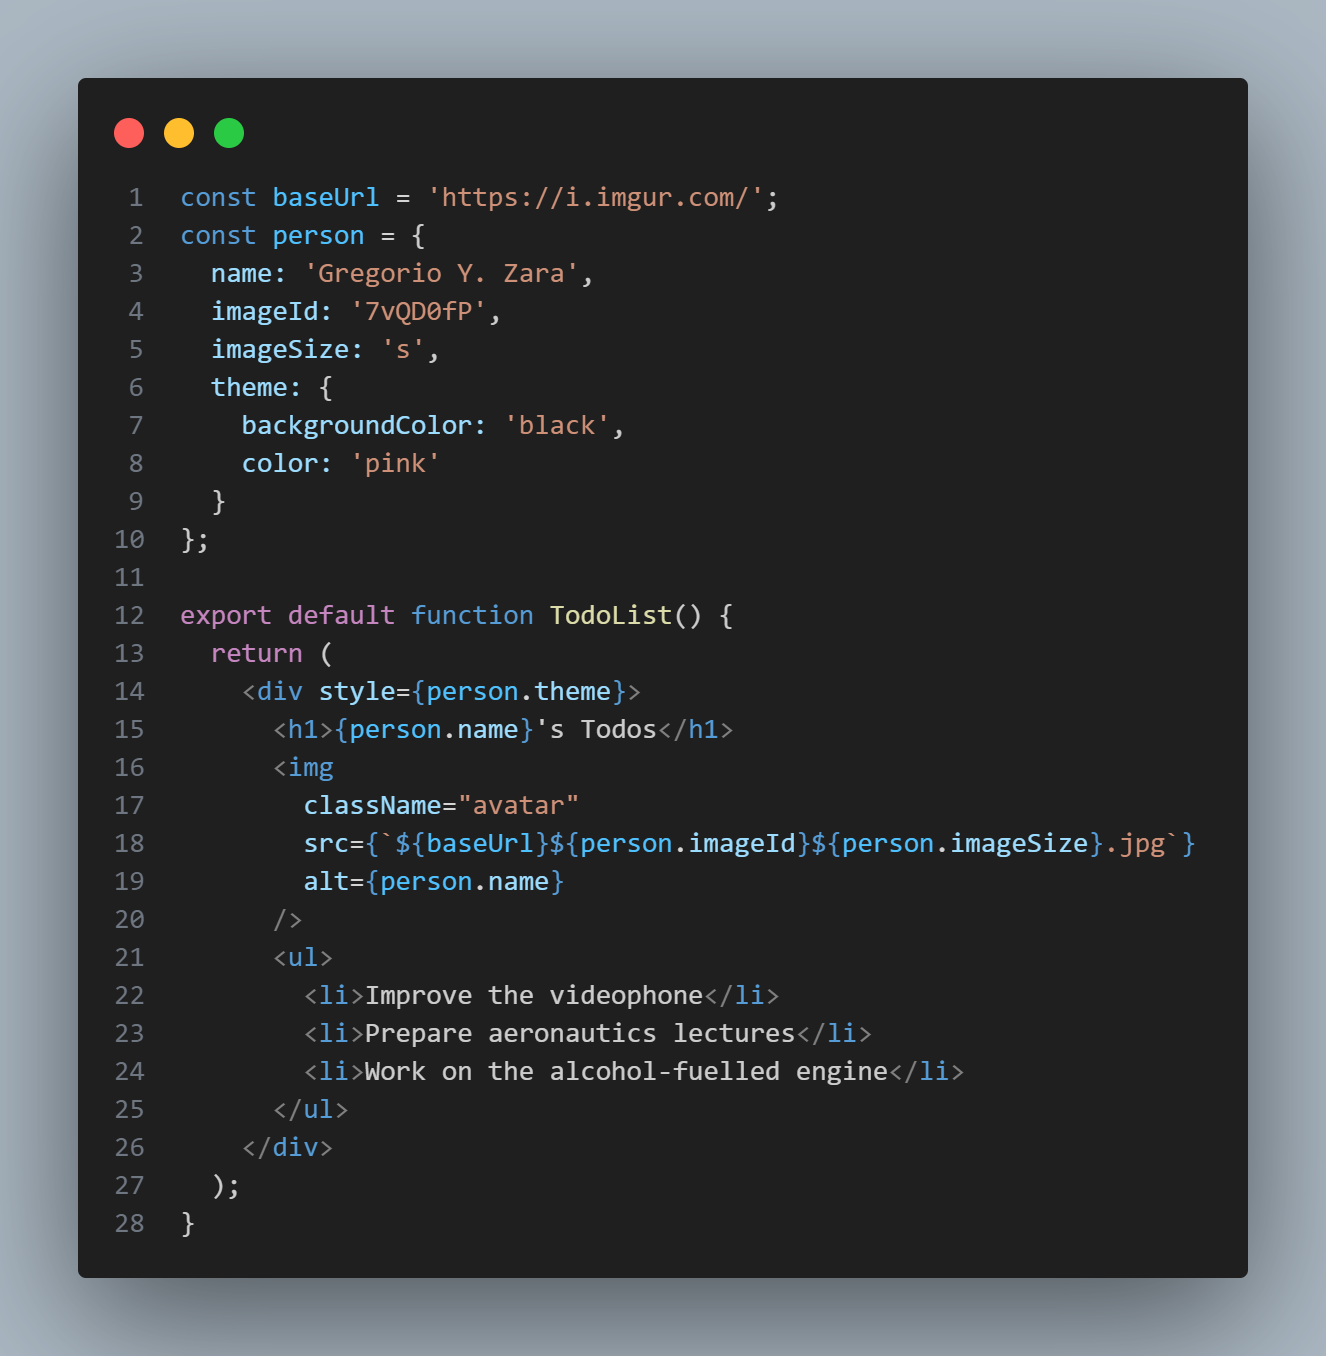 1 const baseUrl = 'https://i.imgur.com/';
2 const person = {
3   name: 'Gregorio Y. Zara',
4   imageId: '7vQD0fP',
5   imageSize: 's',
6   theme: {
7     backgroundColor: 'black',
8     color: 'pink'
9   }
10 };
11
12 export default function TodoList() {
13   return (
14     <div style={person.theme}>
15       <h1>{person.name}'s Todos</h1>
16       <img
17         className="avatar"
18         src={`${baseUrl}${person.imageId}${person.imageSize}.jpg`}
19         alt={person.name}
20       />
21       <ul>
22         <li>Improve the videophone</li>
23         <li>Prepare aeronautics lectures</li>
24         <li>Work on the alcohol-fuelled engine</li>
25       </ul>
26     </div>
27   );
28 }